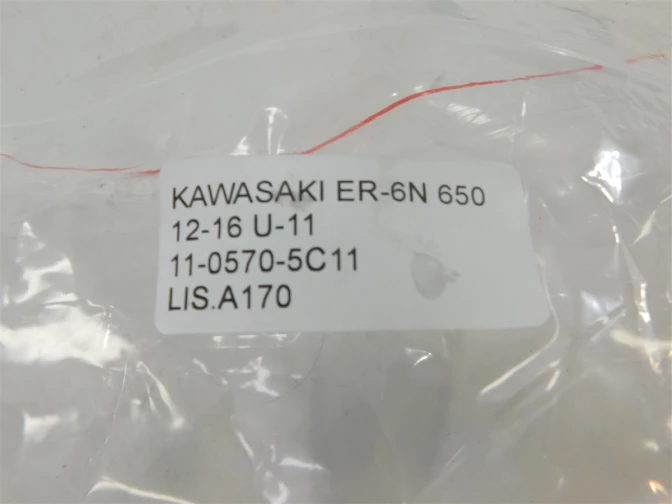 KAWASAKI ER-6N 650
12-16 U-11
11-0570-5C11
LIS.A170